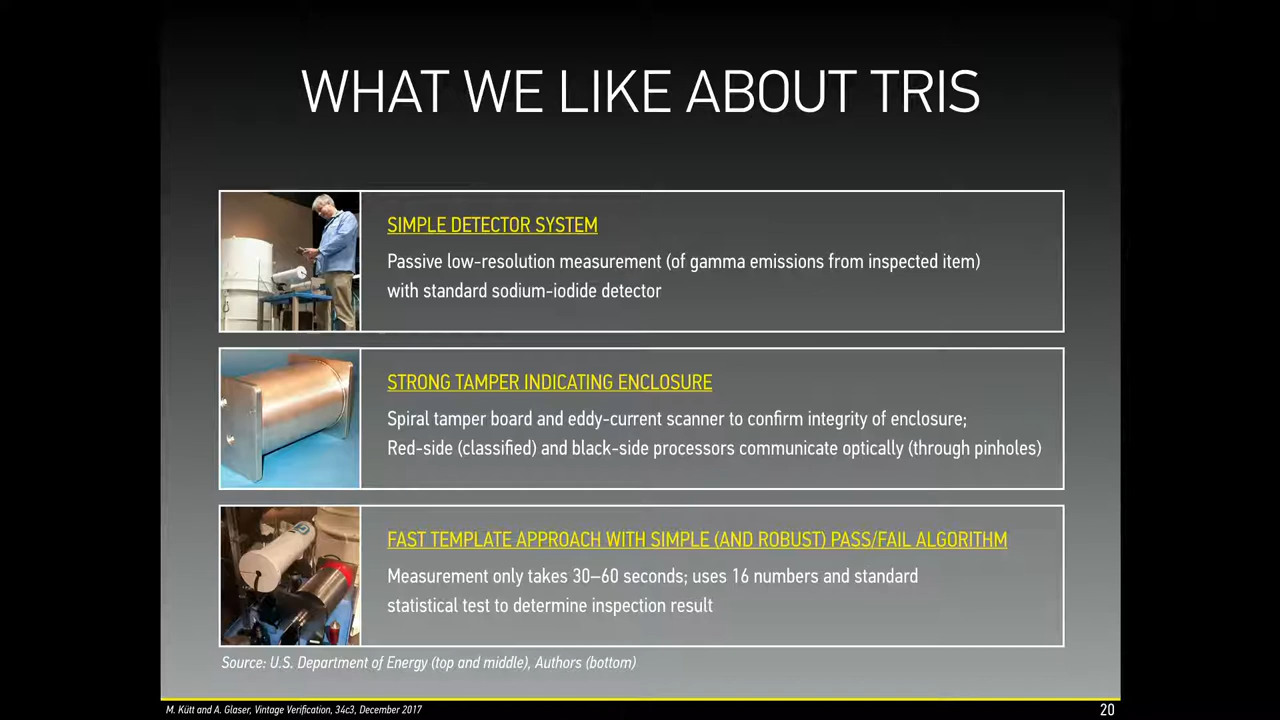 WHAT WE LIKE ABOUT TRIS
SIMPLE DETECTOR SYSTEM
Passive low-resolution measurement (of gamma emissions from inspected item)
with standard sodium-iodide detector
STRONG TAMPER INDICATING ENCLOSURE
Spiral tamper board and eddy-current scanner to confirm integrity of enclosure;
Red-side (classified) and black-side processors communicate optically (through pinholes)
FAST TEMPLATE APPROACH WITH SIMPLE (AND ROBUST) PASS/FAIL ALGORITHM
Measurement only takes 30–60 seconds; uses 16 numbers and standard
statistical test to determine inspection result
Source: U.S. Department of Energy (top and middle), Authors (bottom)
M. Kütt and A. Glaser, Vintage Verification, 34c3, December 2017
20